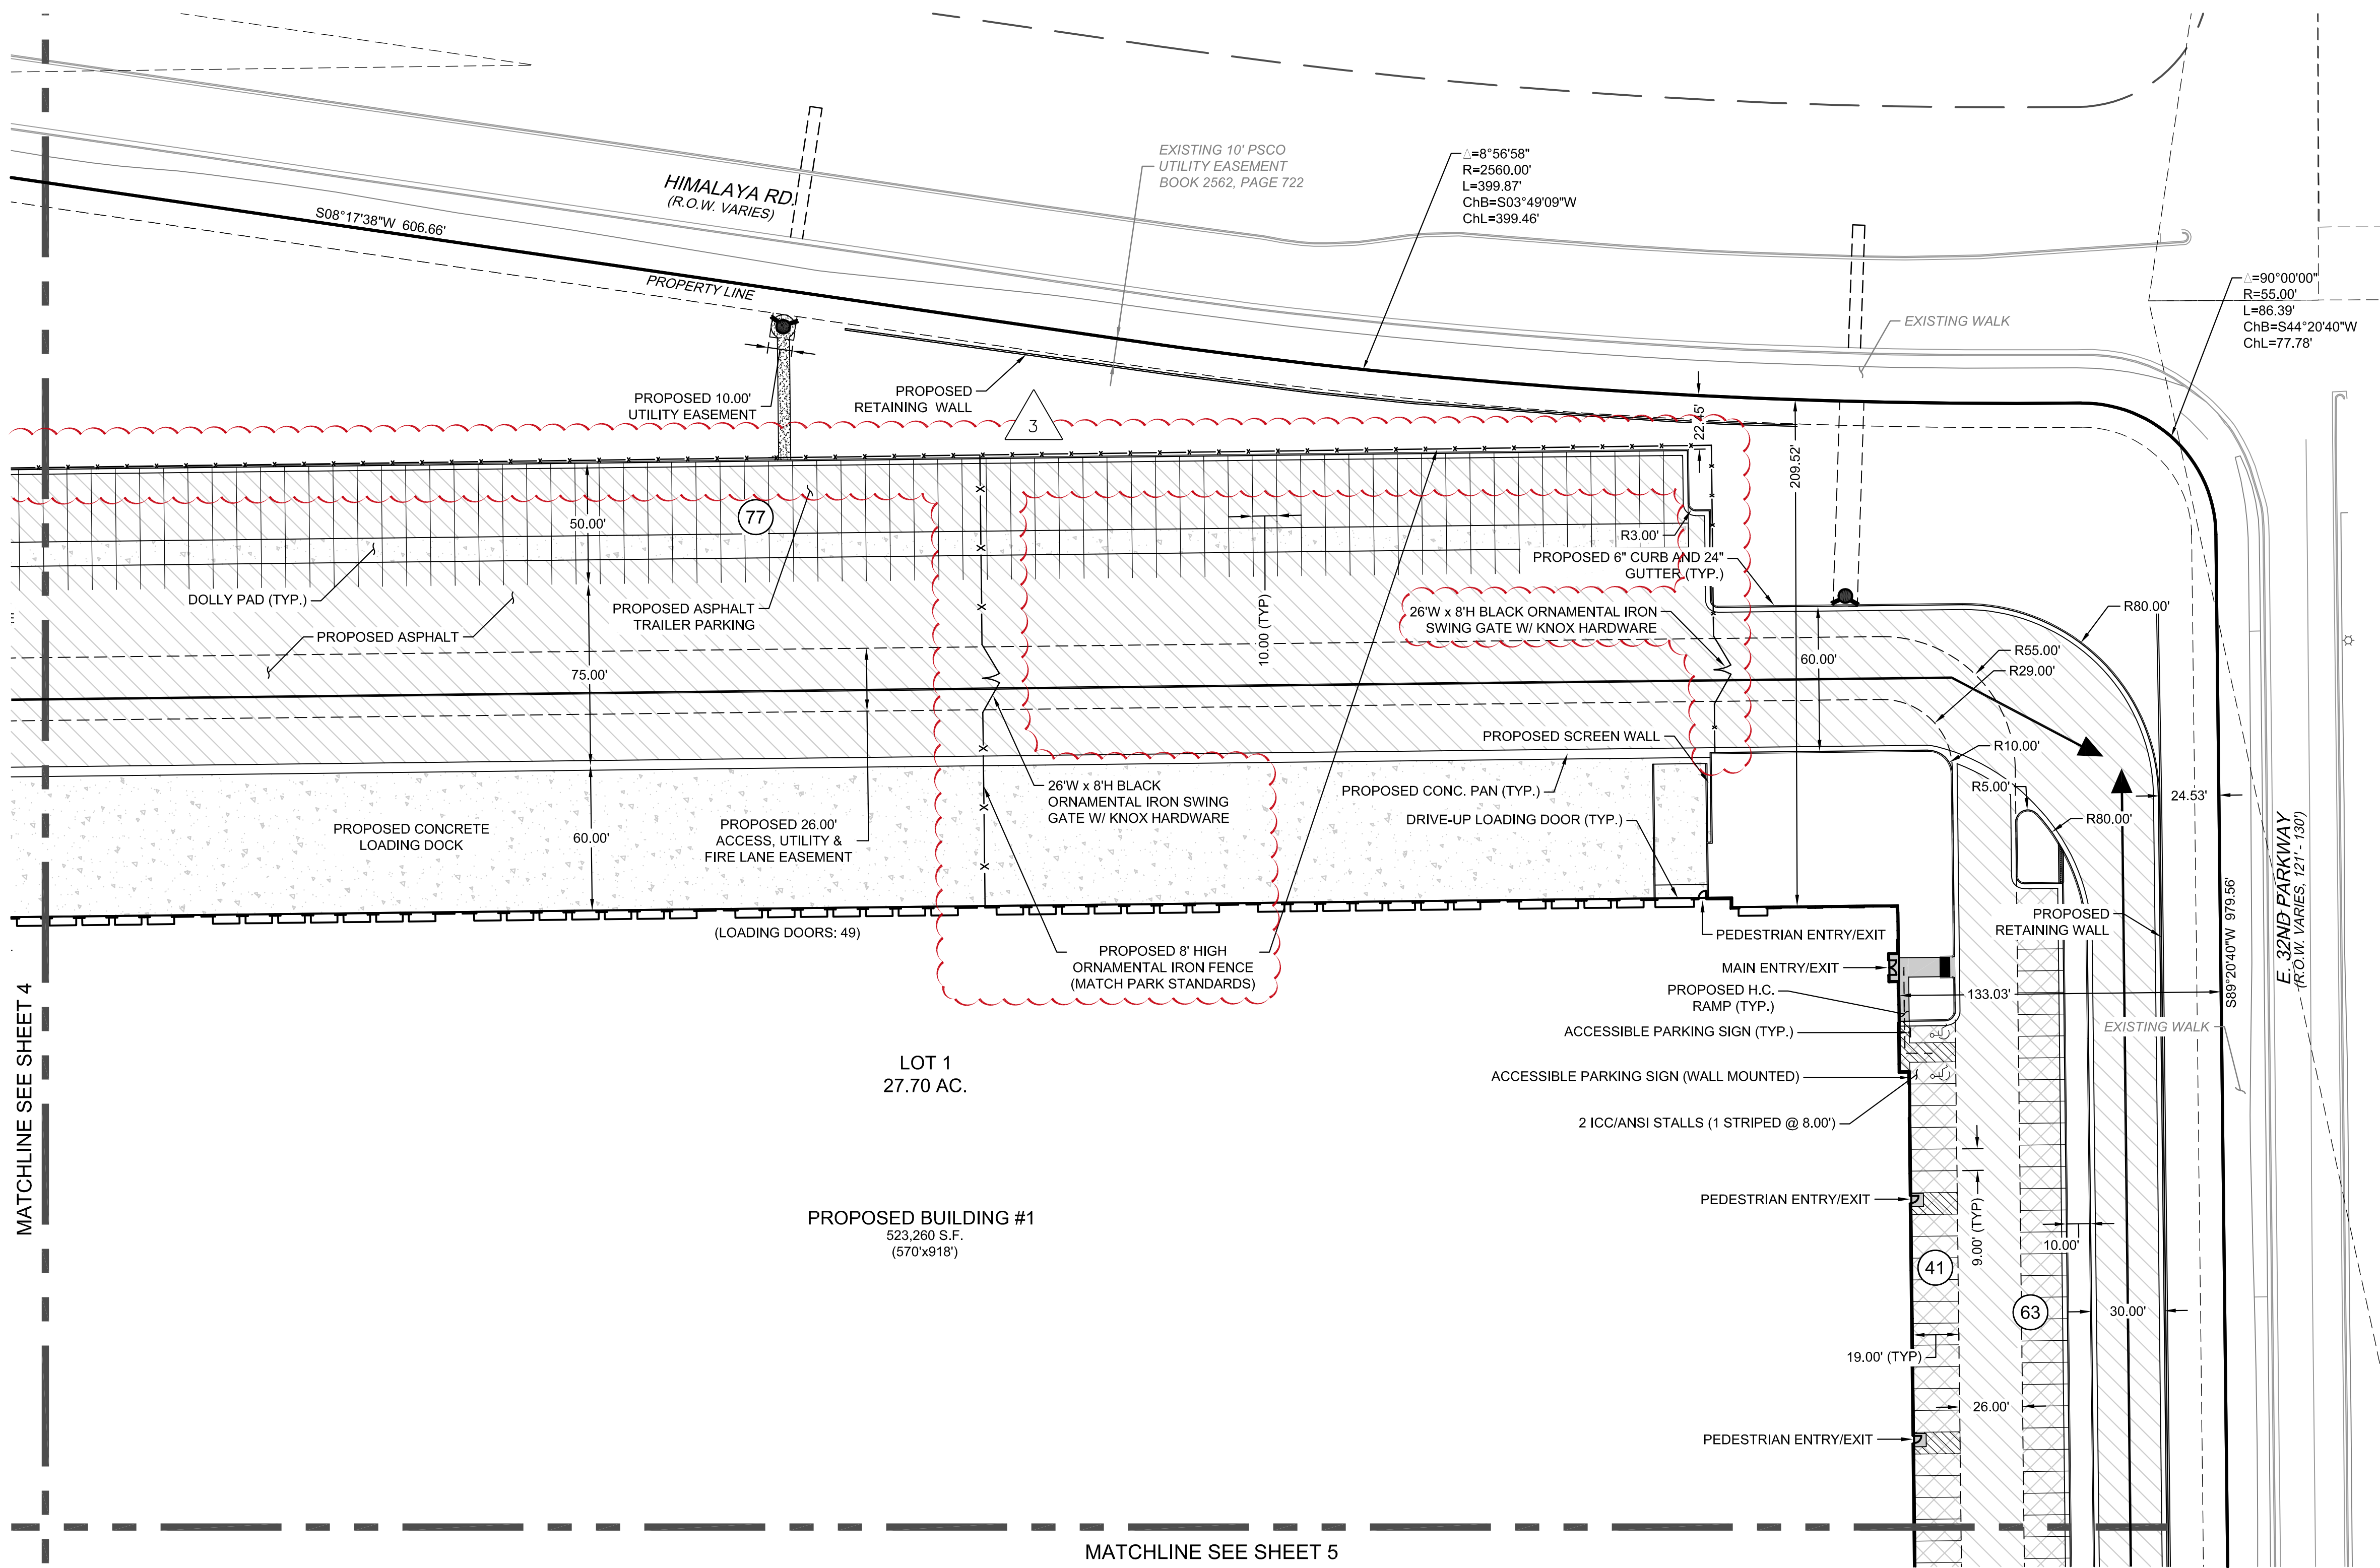 HIMALAYA RD.
(R.O.W. VARIES)
S08°17'38"W 606.66'
PROPERTY LINE
EXISTING 10' PSCO
UTILITY EASEMENT
BOOK 2562, PAGE 722
△=8°56'58"
R=2560.00'
L=399.87'
ChB=S03°49'09"W
ChL=399.46'
△=90°00'00"
R=55.00'
L=86.39'
ChB=S44°20'40"W
ChL=77.78'
EXISTING WALK
PROPOSED 10.00'
UTILITY EASEMENT
PROPOSED
RETAINING WALL
3
22.45'
209.52'
77
50.00'
R3.00'
PROPOSED 6" CURB AND 24"
GUTTER (TYP.)
DOLLY PAD (TYP.)
PROPOSED ASPHALT
TRAILER PARKING
PROPOSED ASPHALT
10.00 (TYP)
26'W x 8'H BLACK ORNAMENTAL IRON
SWING GATE W/ KNOX HARDWARE
R80.00'
R55.00'
R29.00'
60.00'
75.00'
PROPOSED SCREEN WALL
R10.00'
R5.00'
24.53'
R80.00'
26'W x 8'H BLACK
ORNAMENTAL IRON SWING
GATE W/ KNOX HARDWARE
PROPOSED CONC. PAN (TYP.)
DRIVE-UP LOADING DOOR (TYP.)
PROPOSED CONCRETE
LOADING DOCK
60.00'
PROPOSED 26.00'
ACCESS, UTILITY &
FIRE LANE EASEMENT
(LOADING DOORS: 49)
PROPOSED 8' HIGH
ORNAMENTAL IRON FENCE
(MATCH PARK STANDARDS)
PEDESTRIAN ENTRY/EXIT
MAIN ENTRY/EXIT
PROPOSED H.C.
RAMP (TYP.)
133.03'
PROPOSED
RETAINING WALL
S89°20'40"W 979.56'
E. 32ND PARKWAY
(R.O.W. VARIES, 121' - 130')
EXISTING WALK
ACCESSIBLE PARKING SIGN (TYP.)
ACCESSIBLE PARKING SIGN (WALL MOUNTED)
2 ICC/ANSI STALLS (1 STRIPED @ 8.00')
LOT 1
27.70 AC.
PEDESTRIAN ENTRY/EXIT
9.00' (TYP)
10.00'
PROPOSED BUILDING #1
523,260 S.F.
(570'x918')
41
63
30.00'
19.00' (TYP)
26.00'
PEDESTRIAN ENTRY/EXIT
MATCHLINE SEE SHEET 4
MATCHLINE SEE SHEET 5